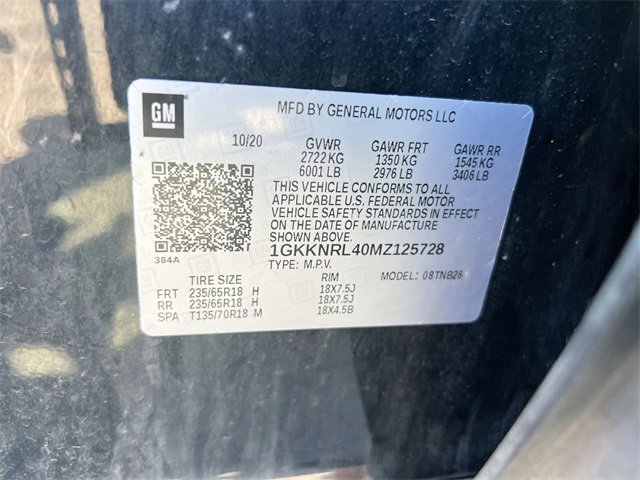 GM
MFD BY GENERAL MOTORS LLC
10/20 GVWR GAWR FRT GAWR RR
2722 KG 1350 KG 1545 KG
6001 LB 2976 LB 3406 LB
THIS VEHICLE CONFORMS TO ALL
APPLICABLE U.S. FEDERAL MOTOR
VEHICLE SAFETY STANDARDS IN EFFECT
ON THE DATE OF MANUFACTURE
SHOWN ABOVE.
384A 1GKKNRL40MZ125728
TYPE: M.P.V. MODEL: 08TNB26
TIRE SIZE RIM
FRT 235/65R18 H 18X7.5J
RR 235/65R18 H 18X7.5J
SPA T135/70R18 M 18X4.5B